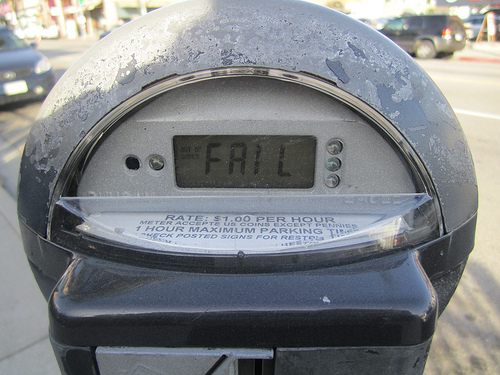 FAIL
RATE: $1.00 PER HOUR
METER ACCEPTS US COINS EXCEPT PENNIES
1 HOUR MAXIMUM PARKING
CHECK POSTED SIGNS FOR